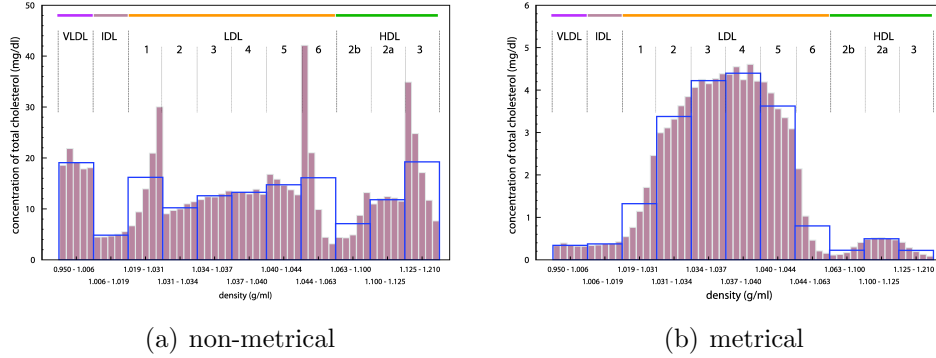 VLDL IDL LDL HDL
1 2 3 4 5 6 2b 2a 3
60
50
40
30
20
10
0
concentration of total cholesterol (mg/dl)
0.950 - 1.006 1.019 - 1.031 1.034 - 1.037 1.040 - 1.044 1.063 - 1.100 1.125 - 1.210
1.006 - 1.019 1.031 - 1.034 1.037 - 1.040 1.044 - 1.063 1.100 - 1.125
density (g/ml)
(a) non-metrical
VLDL IDL LDL HDL
1 2 3 4 5 6 2b 2a 3
6
5
4
3
2
1
0
concentration of total cholesterol (mg/dl)
0.950 - 1.006 1.019 - 1.031 1.034 - 1.037 1.040 - 1.044 1.063 - 1.100 1.125 - 1.210
1.006 - 1.019 1.031 - 1.034 1.037 - 1.040 1.044 - 1.063 1.100 - 1.125
density (g/ml)
(b) metrical